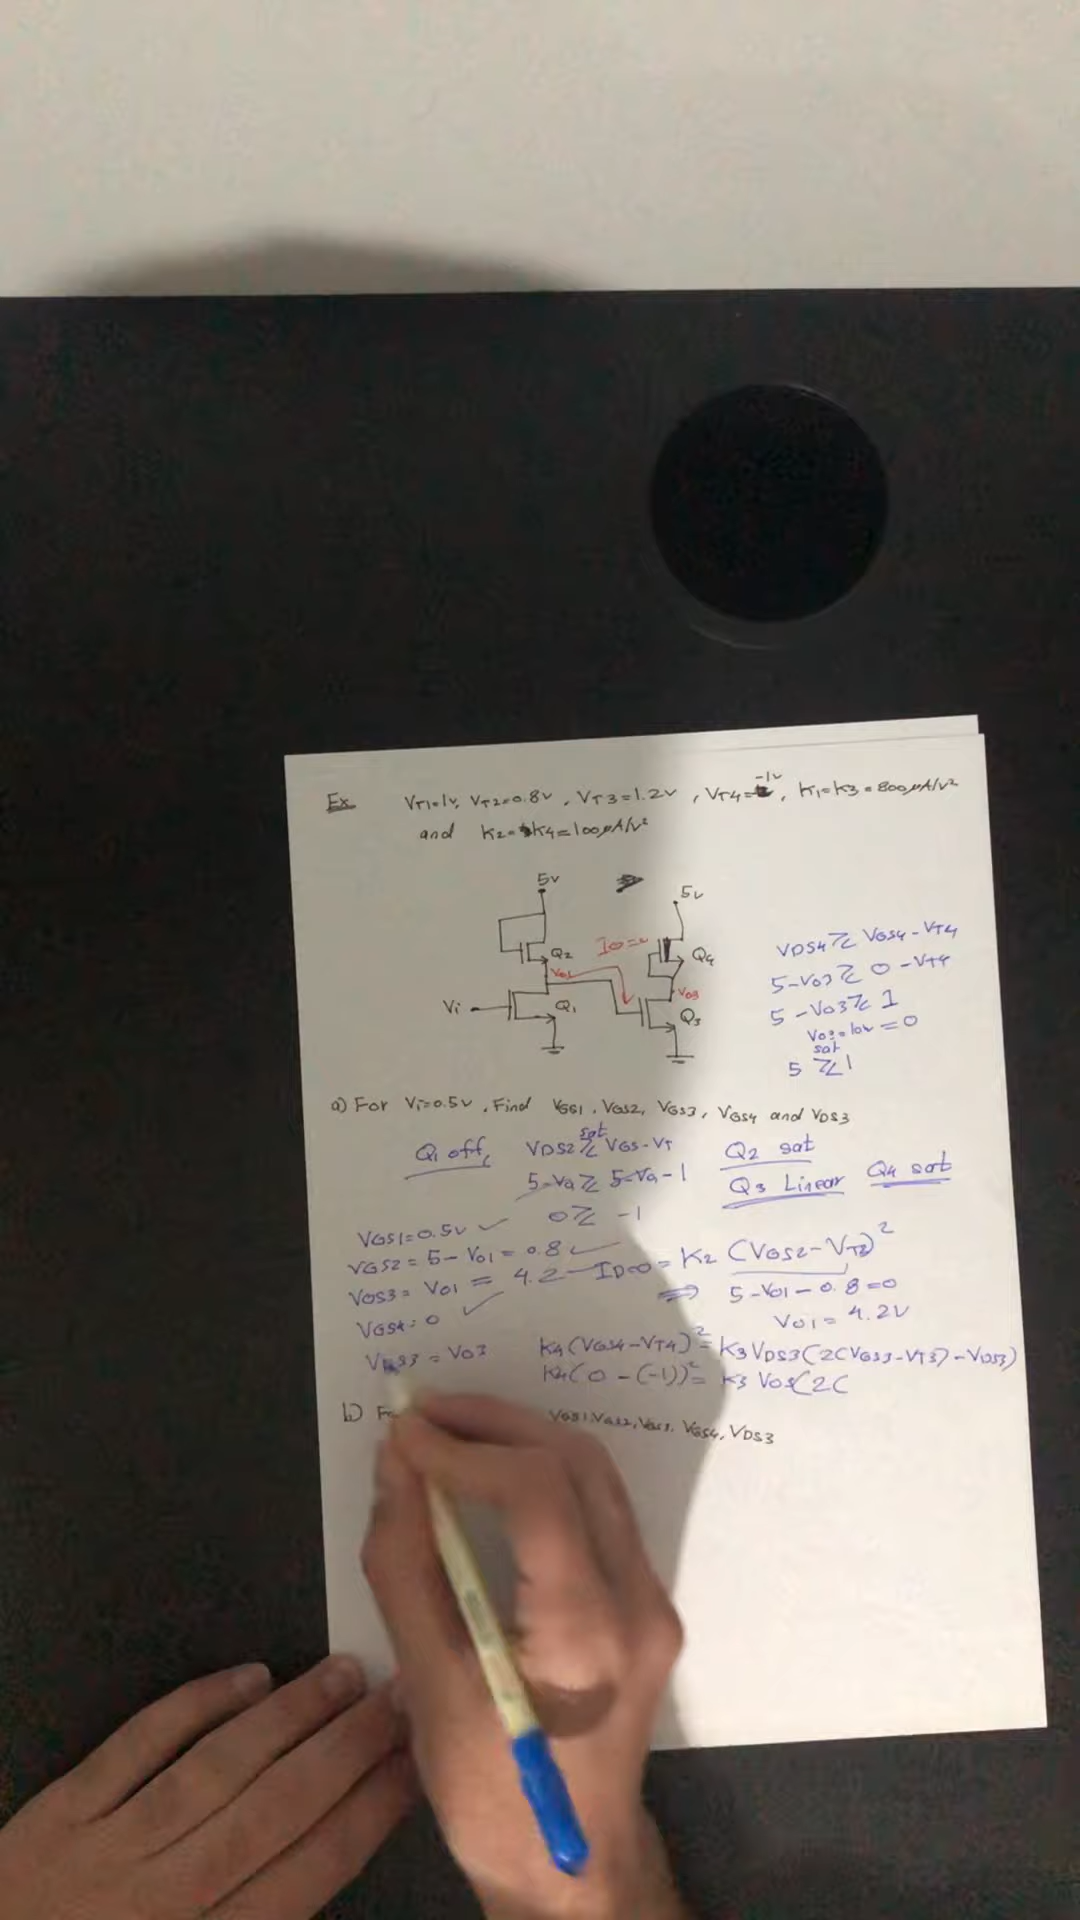 Ex. VT1=1v, VT2=0.8v, VT3=1.2v, VT4=-1v, K1=K3=800μA/v²
and K2=K4=100μA/v²
5v
5v
Q2
ID=0
Q4
Vo1
Vo3
Vi
Q1
Q3
VDS4 ≥ VGS4-VT4
5-Vo3 ≥ 0-VT4
5-Vo3 ≥ 1
Vo3=low=0
sat
5 ≥ 1
a) For Vi=0.5v, Find VGS1, VGS2, VGS3, VGS4 and VDS3
Q1 off, VDS2 sat ≥ VGS-VT Q2 sat
5-Va ≥ 5-Va-1 Q3 Linear Q4 sat
0 ≥ -1
VGS1=0.5v ✓
VGS2=5-Vo1=0.8 ✓ ID=0=K2(VGS2-VT2)²
VGS3=Vo1=4.2 ⇒ 5-Vo1-0.8=0
VGS4=0 ✓ Vo1=4.2V
VDS3=Vo3 K4(VGS4-VT4)²=K3VDS3(2(VGS3-VT3)-VDS3)
K4(0-(-1))²=K3 Vo3(2(
b) VGS1, VGS2, VGS3, VGS4, VDS3